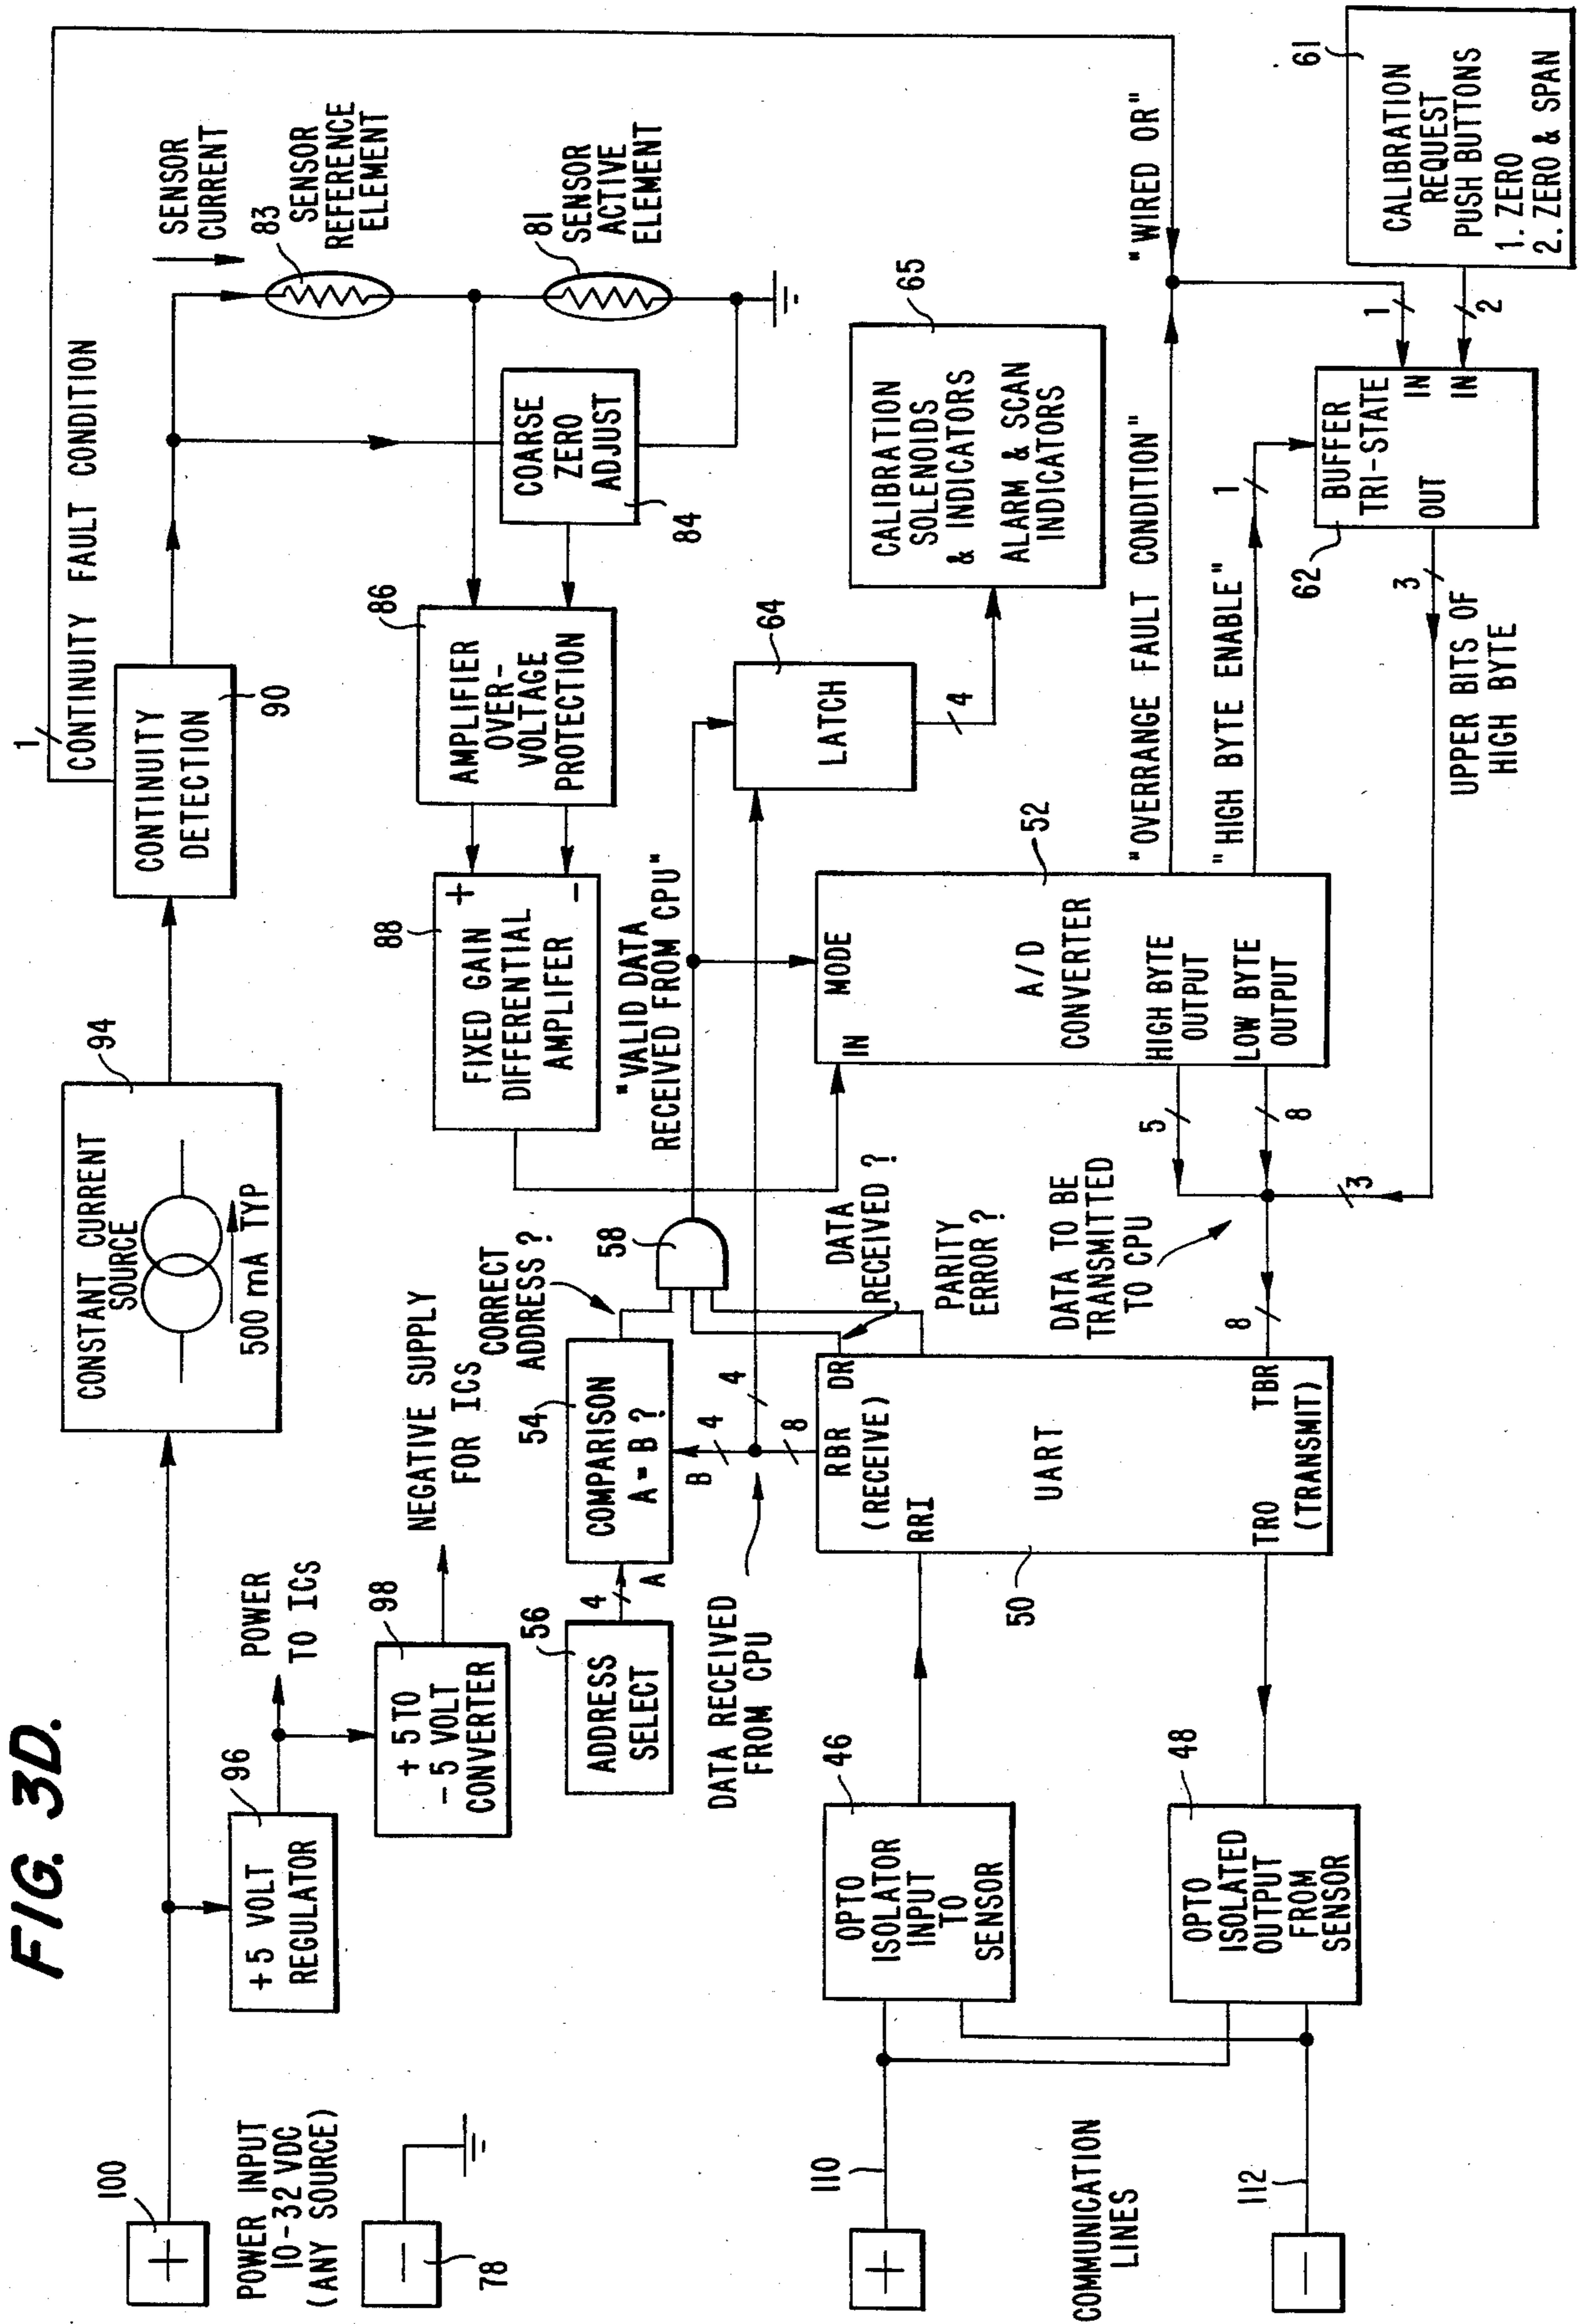 FIG. 3D.
100
+
POWER INPUT
10-32 VDC
(ANY SOURCE)
-
78
+5 VOLT
REGULATOR
96
POWER
TO ICs
+5 TO
-5 VOLT
CONVERTER
98
NEGATIVE SUPPLY
FOR ICS
CONSTANT CURRENT
SOURCE
500 mA TYP
94
CONTINUITY
DETECTION
90
1
CONTINUITY FAULT CONDITION
SENSOR
CURRENT
83
SENSOR
REFERENCE
ELEMENT
81
SENSOR
ACTIVE
ELEMENT
COARSE
ZERO
ADJUST
84
86
AMPLIFIER
OVER-
VOLTAGE
PROTECTION
88
+
-
FIXED GAIN
DIFFERENTIAL
AMPLIFER
ADDRESS
SELECT
56
4
A
54
COMPARISON
A = B ?
CORRECT
ADDRESS ?
58
"VALID DATA
RECEIVED FROM CPU"
B
4
4
8
DATA RECEIVED
FROM CPU
LATCH
64
4
CALIBRATION
SOLENOIDS
& INDICATORS
ALARM & SCAN
INDICATORS
65
+
110
COMMUNICATION
LINES
112
-
OPTO
ISOLATOR
INPUT
TO
SENSOR
46
OPTO
ISOLATED
OUTPUT
FROM
SENSOR
48
RBR
(RECEIVE)
DR
RRI
UART
TRO
TBR
(TRANSMIT)
50
DATA
RECEIVED ?
PARITY
ERROR ?
DATA TO BE
TRANSMITTED
TO CPU
8
IN
MODE
A/D
CONVERTER
HIGH BYTE
OUTPUT
LOW BYTE
OUTPUT
52
5
8
3
"OVERRANGE FAULT CONDITION"
"WIRED OR"
"HIGH BYTE ENABLE"
1
UPPER BITS OF
HIGH BYTE
3
62
BUFFER
TRI-STATE
OUT
IN
IN
1
2
61
CALIBRATION
REQUEST
PUSH BUTTONS
1. ZERO
2. ZERO & SPAN